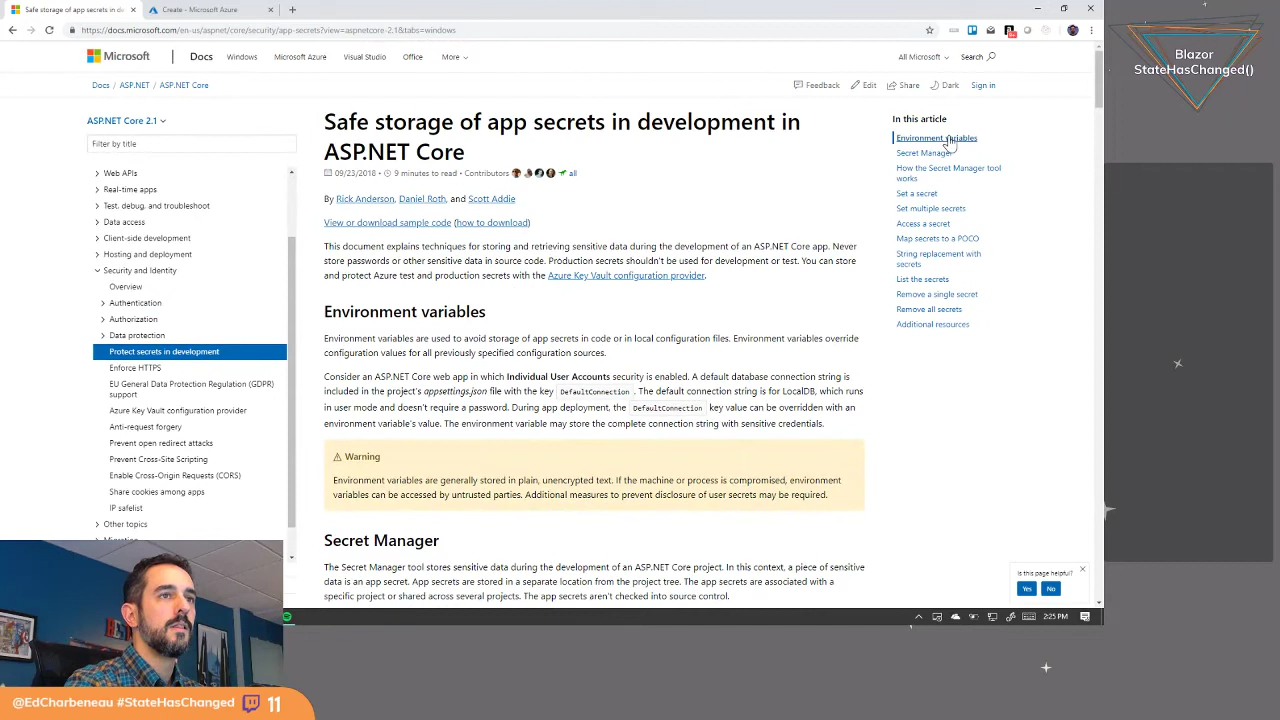 Safe storage of app secrets in d
Create - Microsoft Azure
https://docs.microsoft.com/en-us/aspnet/core/security/app-secrets?view=aspnetcore-2.1&tabs=windows
Microsoft
Docs
Windows
Microsoft Azure
Visual Studio
Office
More
All Microsoft
Search
Docs / ASP.NET / ASP.NET Core
Feedback
Edit
Share
Dark
Sign in
ASP.NET Core 2.1
Filter by title
Web APIs
Real-time apps
Test, debug, and troubleshoot
Data access
Client-side development
Hosting and deployment
Security and Identity
Overview
Authentication
Authorization
Data protection
Protect secrets in development
Enforce HTTPS
EU General Data Protection Regulation (GDPR)
support
Azure Key Vault configuration provider
Anti-request forgery
Prevent open redirect attacks
Prevent Cross-Site Scripting
Enable Cross-Origin Requests (CORS)
Share cookies among apps
IP safelist
Other topics
Migration
Safe storage of app secrets in development in
ASP.NET Core
09/23/2018 • 9 minutes to read • Contributors all
By Rick Anderson, Daniel Roth, and Scott Addie
View or download sample code (how to download)
This document explains techniques for storing and retrieving sensitive data during the development of an ASP.NET Core app. Never
store passwords or other sensitive data in source code. Production secrets shouldn't be used for development or test. You can store
and protect Azure test and production secrets with the Azure Key Vault configuration provider.
Environment variables
Environment variables are used to avoid storage of app secrets in code or in local configuration files. Environment variables override
configuration values for all previously specified configuration sources.
Consider an ASP.NET Core web app in which Individual User Accounts security is enabled. A default database connection string is
included in the project's appsettings.json file with the key DefaultConnection . The default connection string is for LocalDB, which runs
in user mode and doesn't require a password. During app deployment, the DefaultConnection key value can be overridden with an
environment variable's value. The environment variable may store the complete connection string with sensitive credentials.
Warning
Environment variables are generally stored in plain, unencrypted text. If the machine or process is compromised, environment
variables can be accessed by untrusted parties. Additional measures to prevent disclosure of user secrets may be required.
Secret Manager
The Secret Manager tool stores sensitive data during the development of an ASP.NET Core project. In this context, a piece of sensitive
data is an app secret. App secrets are stored in a separate location from the project tree. The app secrets are associated with a
specific project or shared across several projects. The app secrets aren't checked into source control.
In this article
Environment variables
Secret Manager
How the Secret Manager tool
works
Set a secret
Set multiple secrets
Access a secret
Map secrets to a POCO
String replacement with
secrets
List the secrets
Remove a single secret
Remove all secrets
Additional resources
Is this page helpful?
Yes
No
2:25 PM
Blazor
StateHasChanged()
@EdCharbeneau #StateHasChanged 11